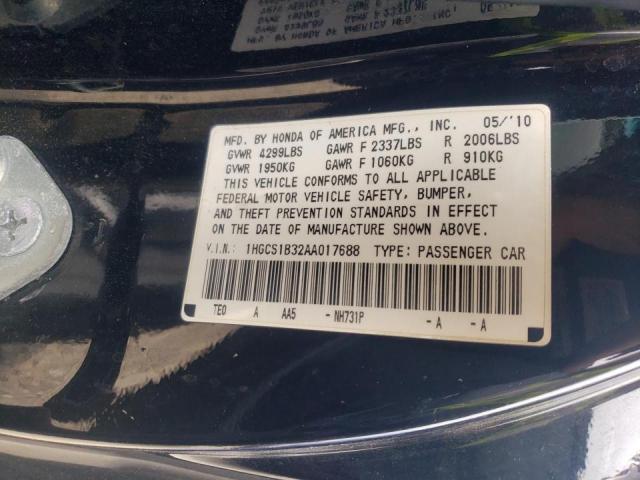 MFD. BY HONDA OF AMERICA MFG., INC. 05/'10
GVWR 4299LBS GAWR F 2337LBS R 2006LBS
GVWR 1950KG GAWR F 1060KG R 910KG
THIS VEHICLE CONFORMS TO ALL APPLICABLE
FEDERAL MOTOR VEHICLE SAFETY, BUMPER,
AND THEFT PREVENTION STANDARDS IN EFFECT
ON THE DATE OF MANUFACTURE SHOWN ABOVE.
V.I.N.: 1HGCS1B32AA017688 TYPE: PASSENGER CAR
TE0 A AA5 - NH731P - A - A